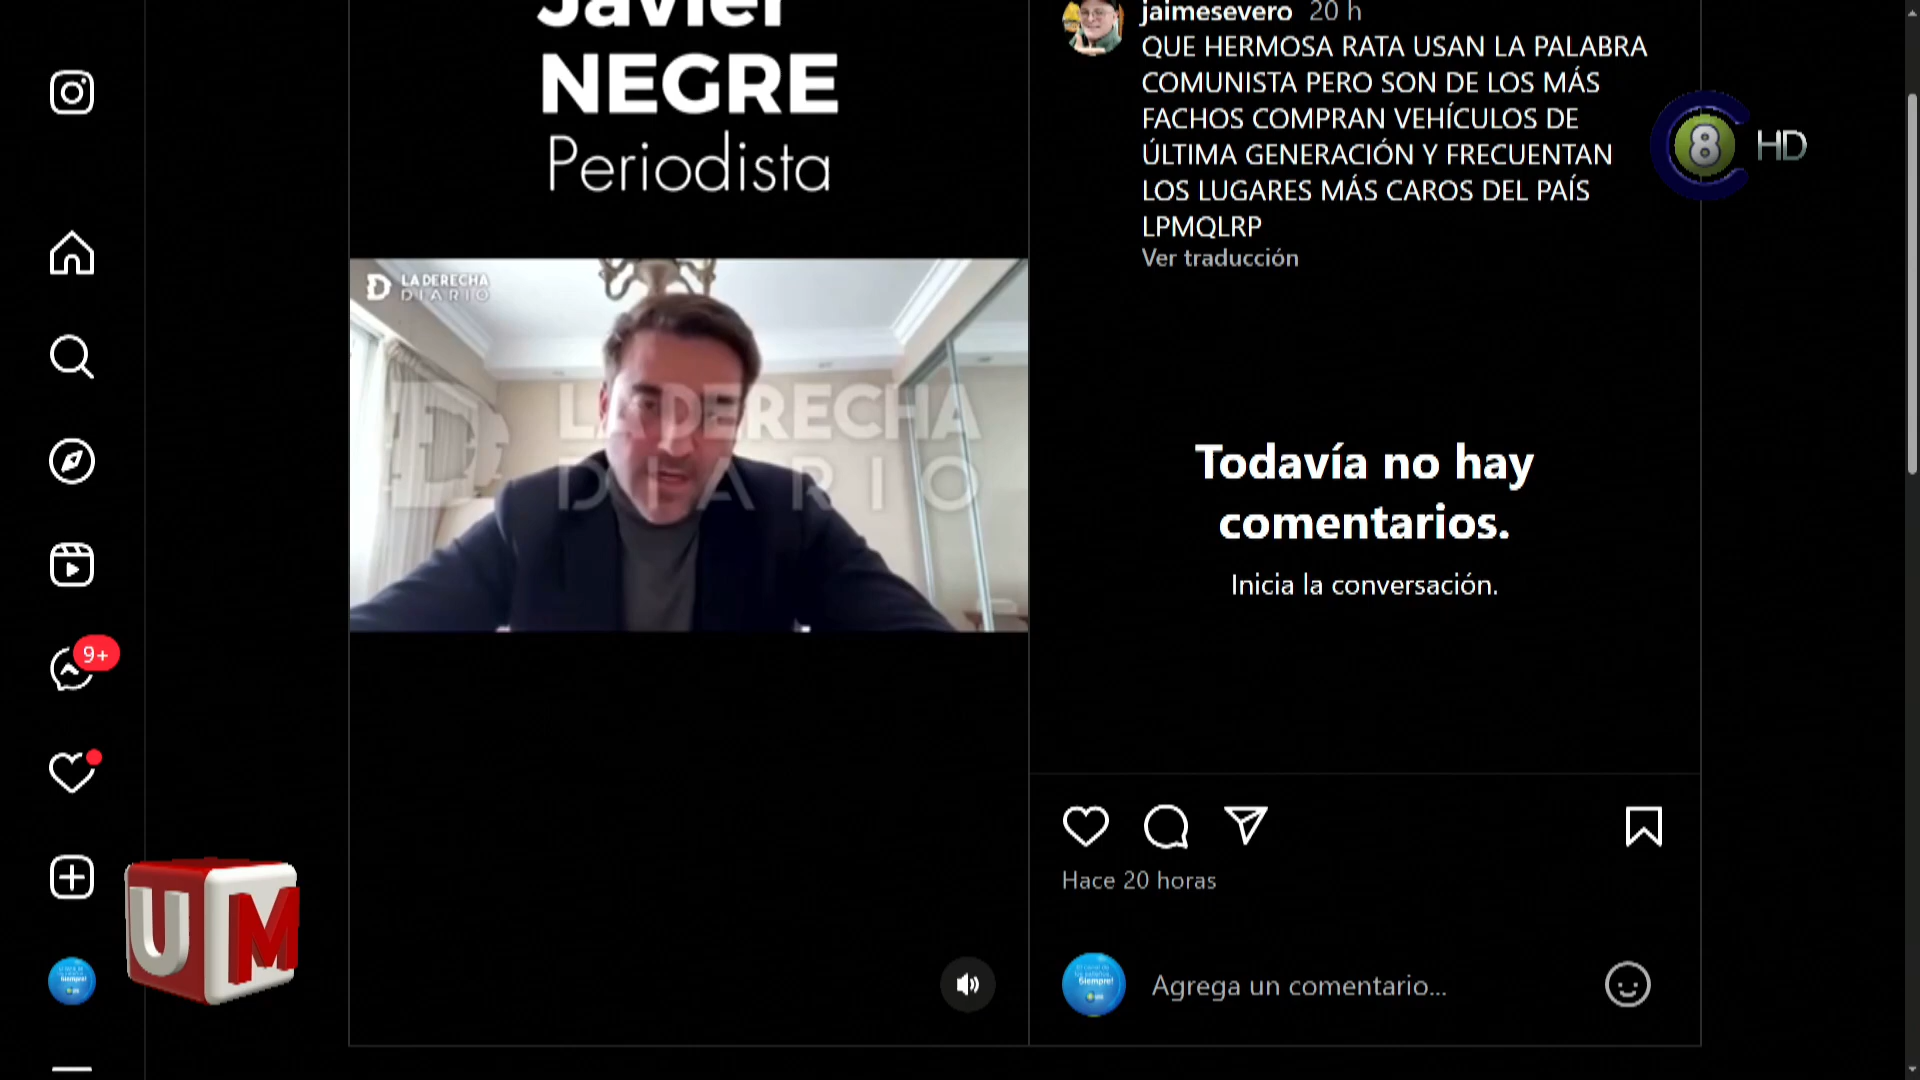 Javier
NEGRE
Periodista
LA DERECHA
DIARIO
LA DERECHA
DIARIO
jaimesevero 20 h
QUE HERMOSA RATA USAN LA PALABRA
COMUNISTA PERO SON DE LOS MÁS
FACHOS COMPRAN VEHÍCULOS DE
ÚLTIMA GENERACIÓN Y FRECUENTAN
LOS LUGARES MÁS CAROS DEL PAÍS
LPMQLRP
Ver traducción
8 HD
Todavía no hay
comentarios.
Inicia la conversación.
9+
Hace 20 horas
Agrega un comentario...
Siempre!
Siempre!
UM